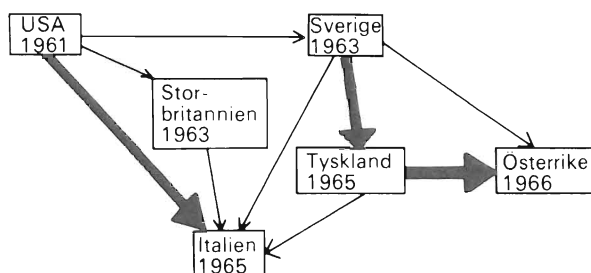 USA
1961
Sverige
1963
Stor-
britannien
1963
Tyskland
1965
Österrike
1966
Italien
1965